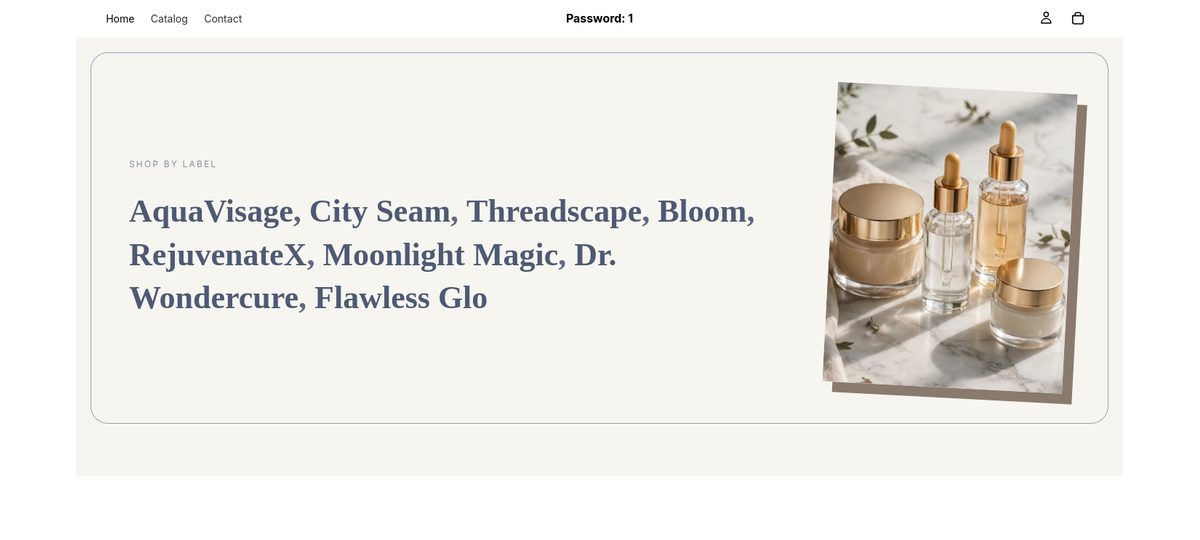 Home Catalog Contact
Password: 1
SHOP BY LABEL
AquaVisage, City Seam, Threadscape, Bloom,
RejuvenateX, Moonlight Magic, Dr.
Wondercure, Flawless Glo